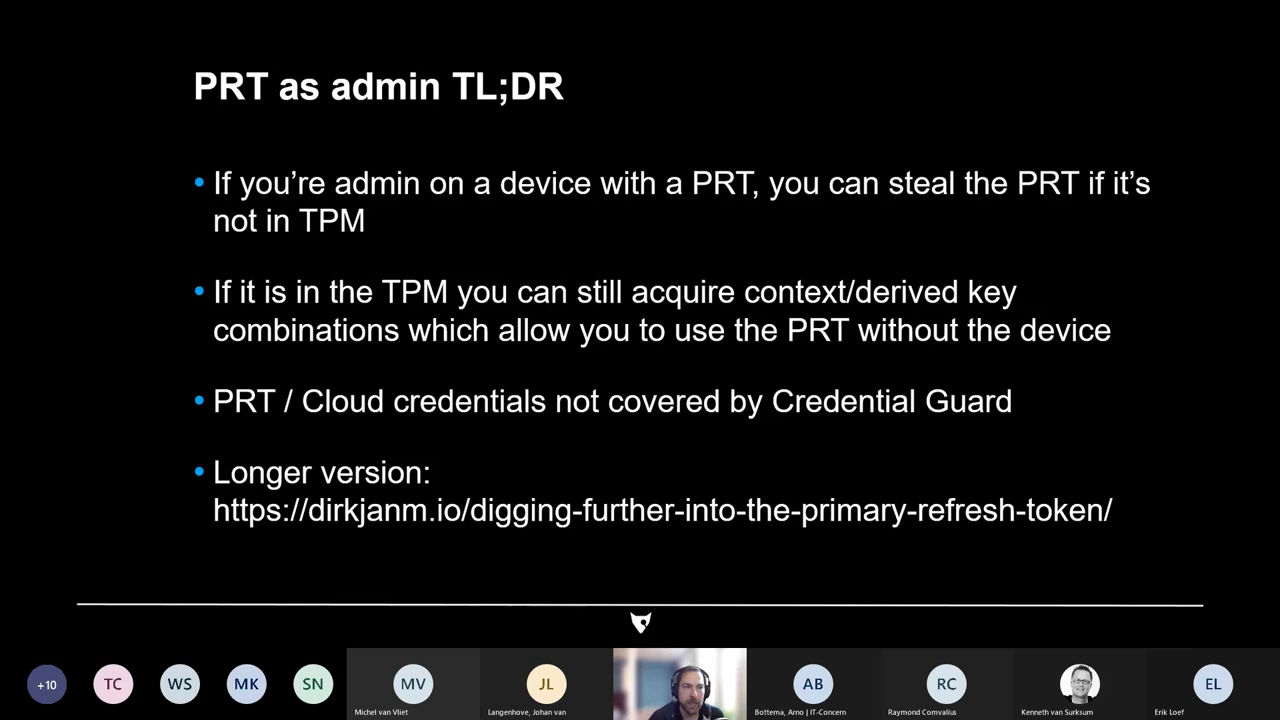 PRT as admin TL;DR
• If you're admin on a device with a PRT, you can steal the PRT if it's
not in TPM
• If it is in the TPM you can still acquire context/derived key
combinations which allow you to use the PRT without the device
• PRT / Cloud credentials not covered by Credential Guard
• Longer version:
https://dirkjanm.io/digging-further-into-the-primary-refresh-token/
+10 TC WS MK SN MV JL AB RC EL
Michel van Vliet Langenhove, Johan van Bottema, Arno | IT-Concern Raymond Comvalius Kenneth van Surksum Erik Loef